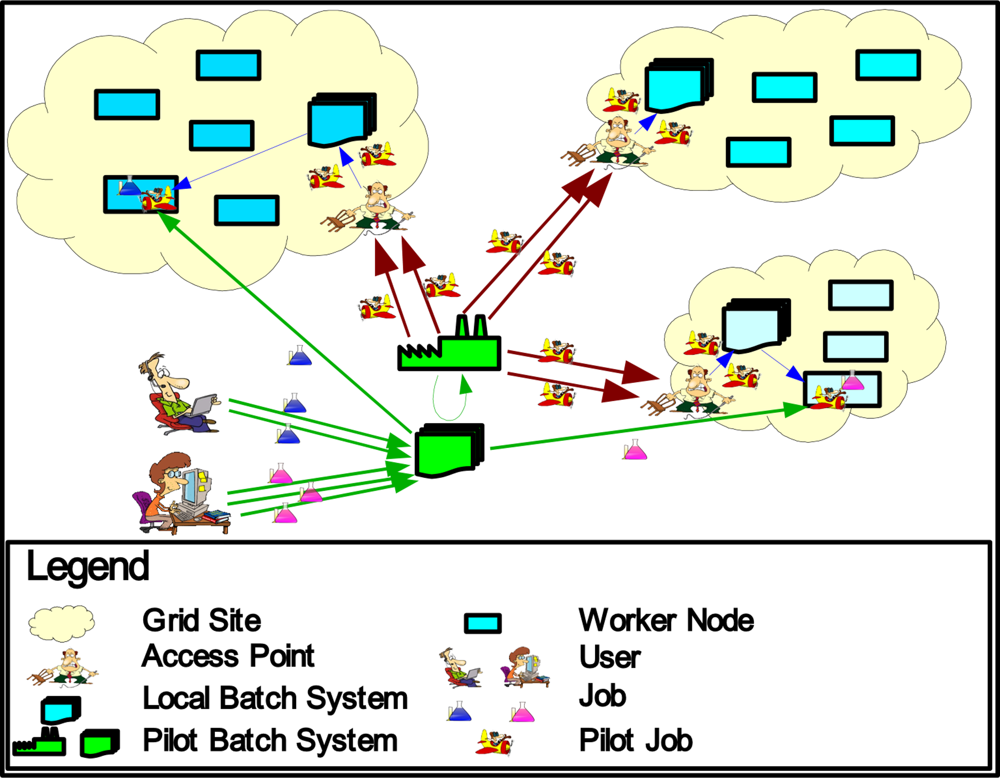 Legend
Grid Site
Worker Node
Access Point
User
Local Batch System
Job
Pilot Batch System
Pilot Job